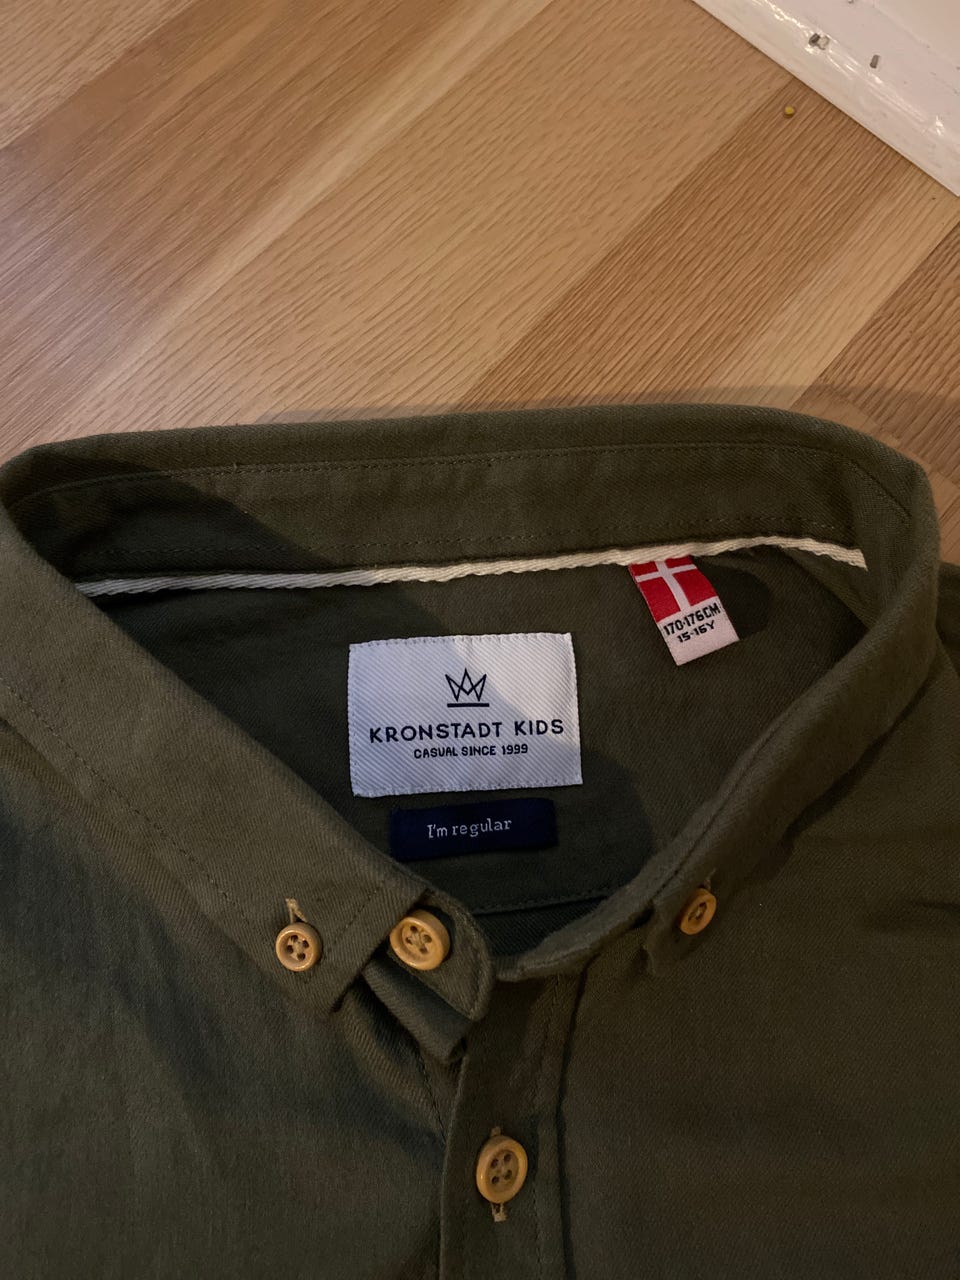 170-176CM
15-16Y
KRONSTADT KIDS
CASUAL SINCE 1999
I'm regular